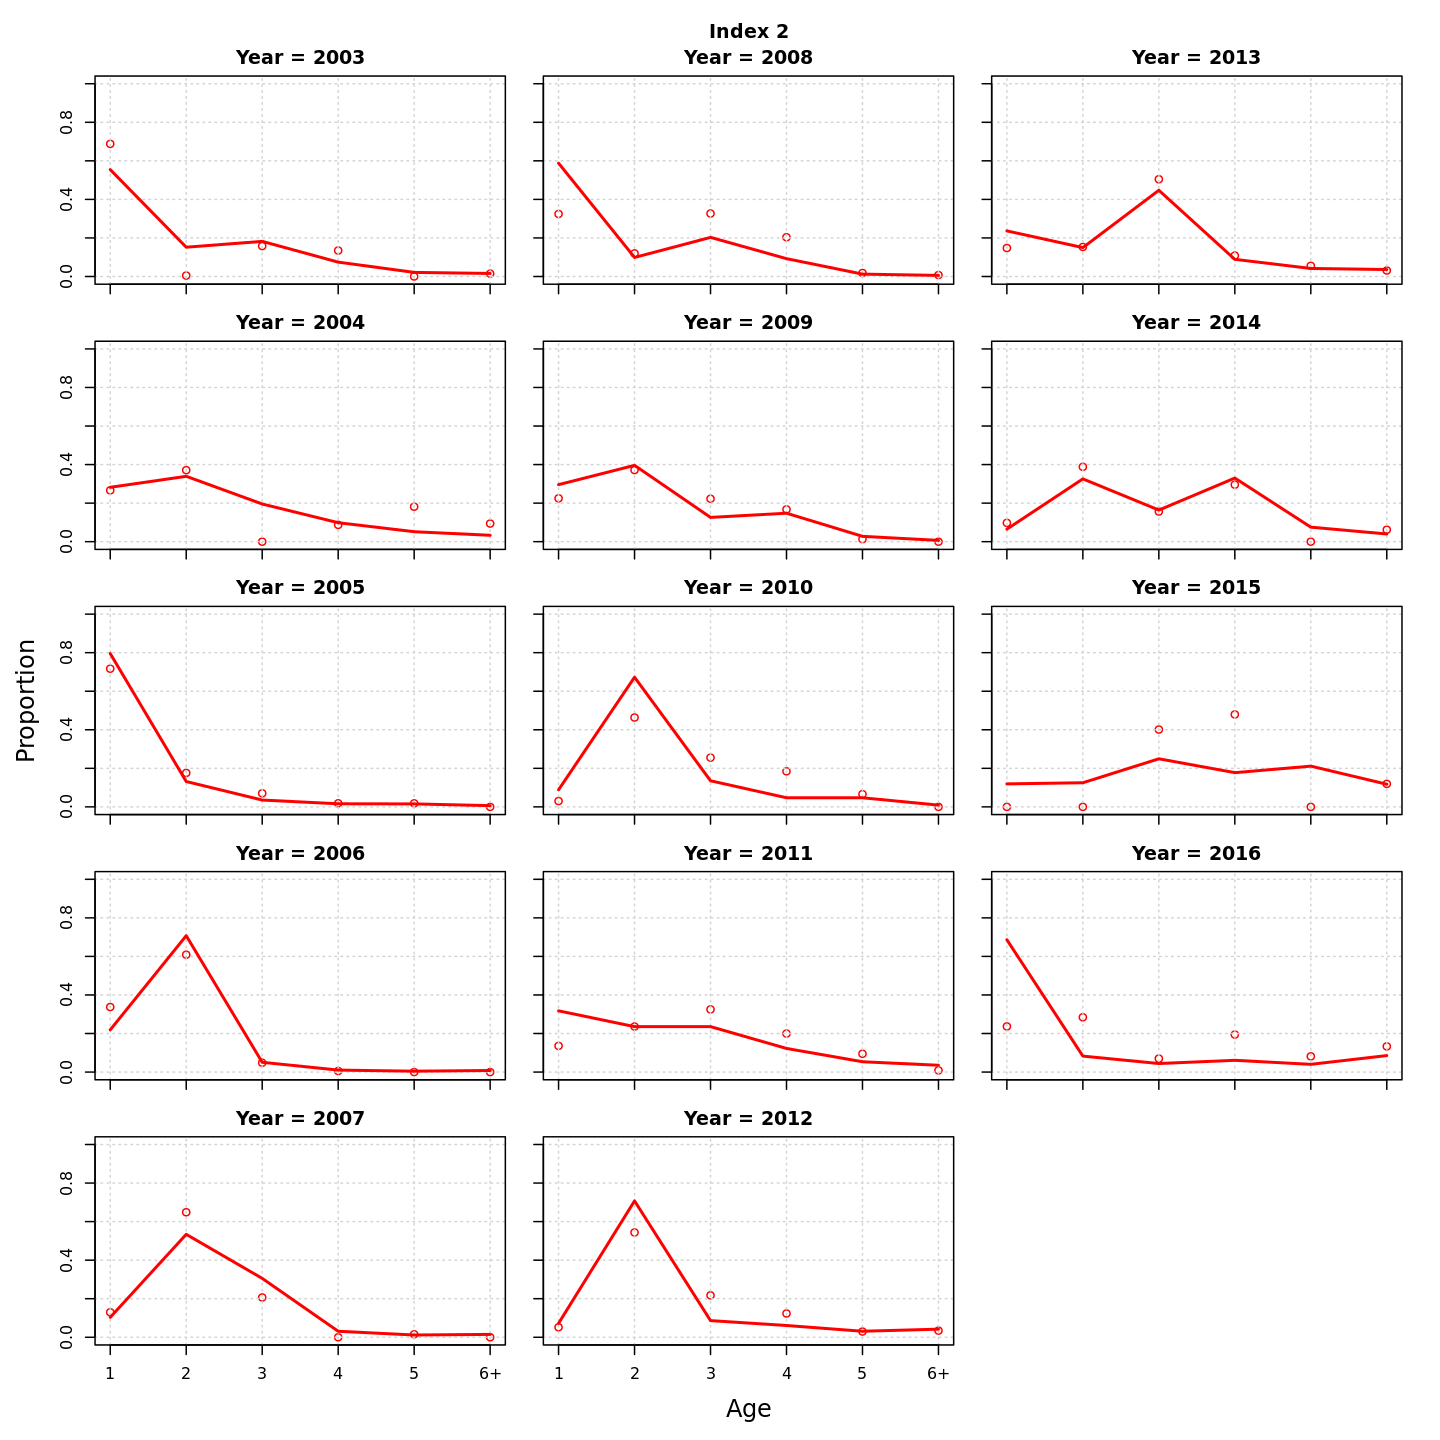 Index 2
Year = 2003
Year = 2008
Year = 2013
0.0 0.4 0.8
Year = 2004
Year = 2009
Year = 2014
0.0 0.4 0.8
Year = 2005
Year = 2010
Year = 2015
0.0 0.4 0.8
Proportion
Year = 2006
Year = 2011
Year = 2016
0.0 0.4 0.8
Year = 2007
Year = 2012
0.0 0.4 0.8
1 2 3 4 5 6+
1 2 3 4 5 6+
Age